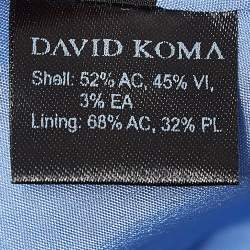 DAVID KOMA
Shell: 52% AC, 45% VI,
3% EA
Lining: 68% AC, 32% PL